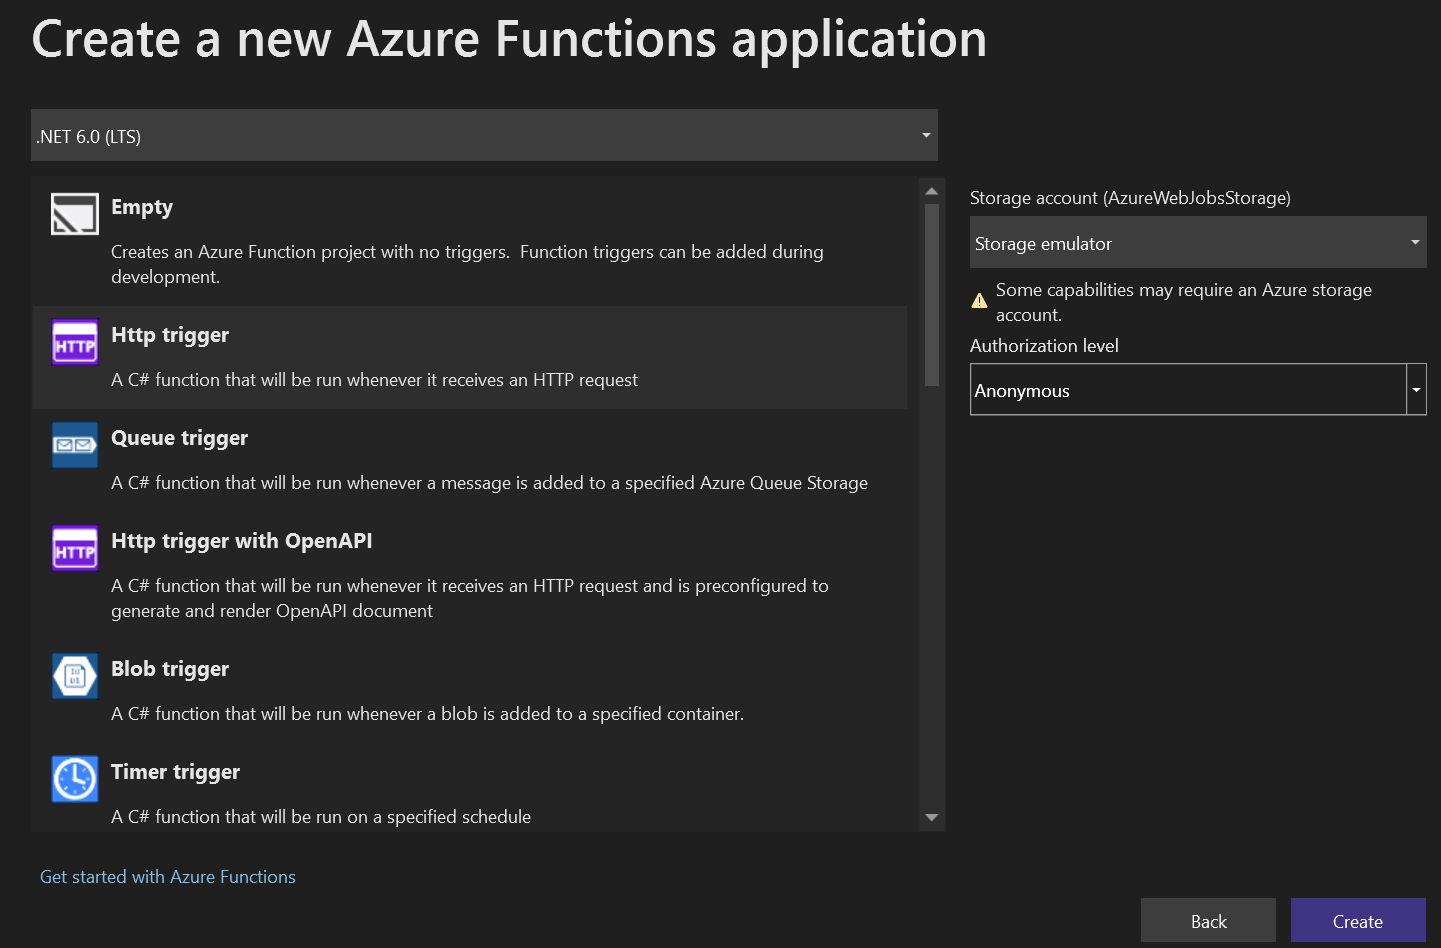 Create a new Azure Functions application
.NET 6.0 (LTS)
Empty
Creates an Azure Function project with no triggers.  Function triggers can be added during
development.
HTTP
Http trigger
A C# function that will be run whenever it receives an HTTP request
Queue trigger
A C# function that will be run whenever a message is added to a specified Azure Queue Storage
HTTP
Http trigger with OpenAPI
A C# function that will be run whenever it receives an HTTP request and is preconfigured to
generate and render OpenAPI document
Blob trigger
A C# function that will be run whenever a blob is added to a specified container.
Timer trigger
A C# function that will be run on a specified schedule
Storage account (AzureWebJobsStorage)
Storage emulator
Some capabilities may require an Azure storage
account.
Authorization level
Anonymous
Get started with Azure Functions
Back
Create